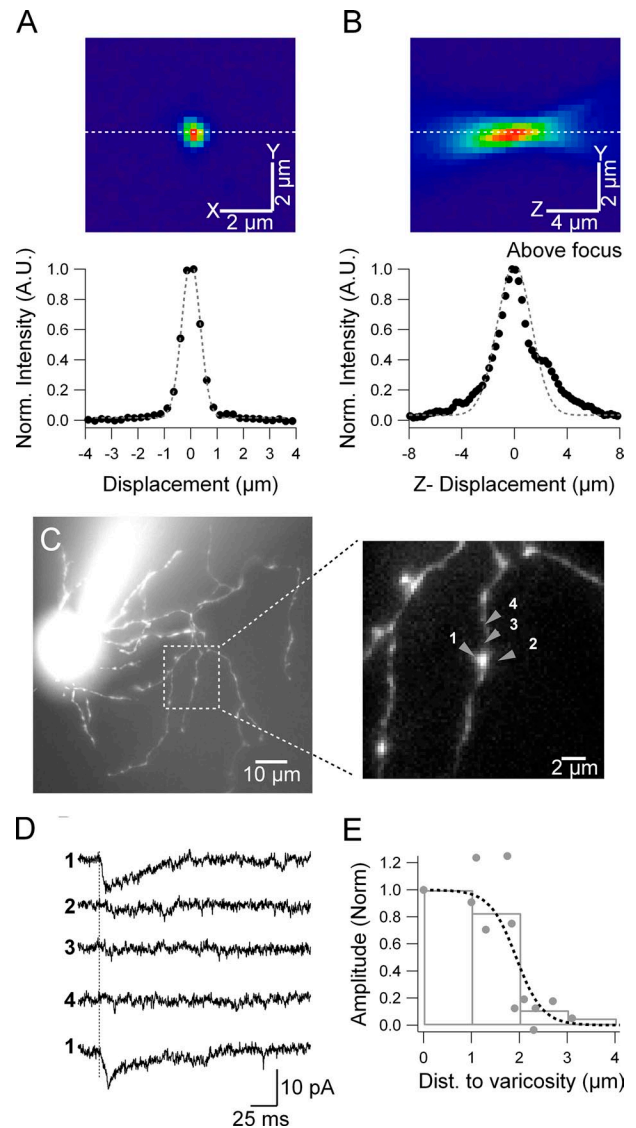 A
B
Y
X
2 µm
2 µm
Y
Z
4 µm
2 µm
Above focus
Norm. Intensity (A.U.)
1.0
0.8
0.6
0.4
0.2
0.0
-4 -3 -2 -1 0 1 2 3 4
Displacement (µm)
Norm. Intensity (A.U.)
1.0
0.8
0.6
0.4
0.2
0.0
-8 -4 0 4 8
Z- Displacement (µm)
C
10 µm
4
3
1
2
2 µm
D
1
2
3
4
1
10 pA
25 ms
E
Amplitude (Norm)
1.2
1.0
0.8
0.6
0.4
0.2
0.0
0 1 2 3 4
Dist. to varicosity (µm)